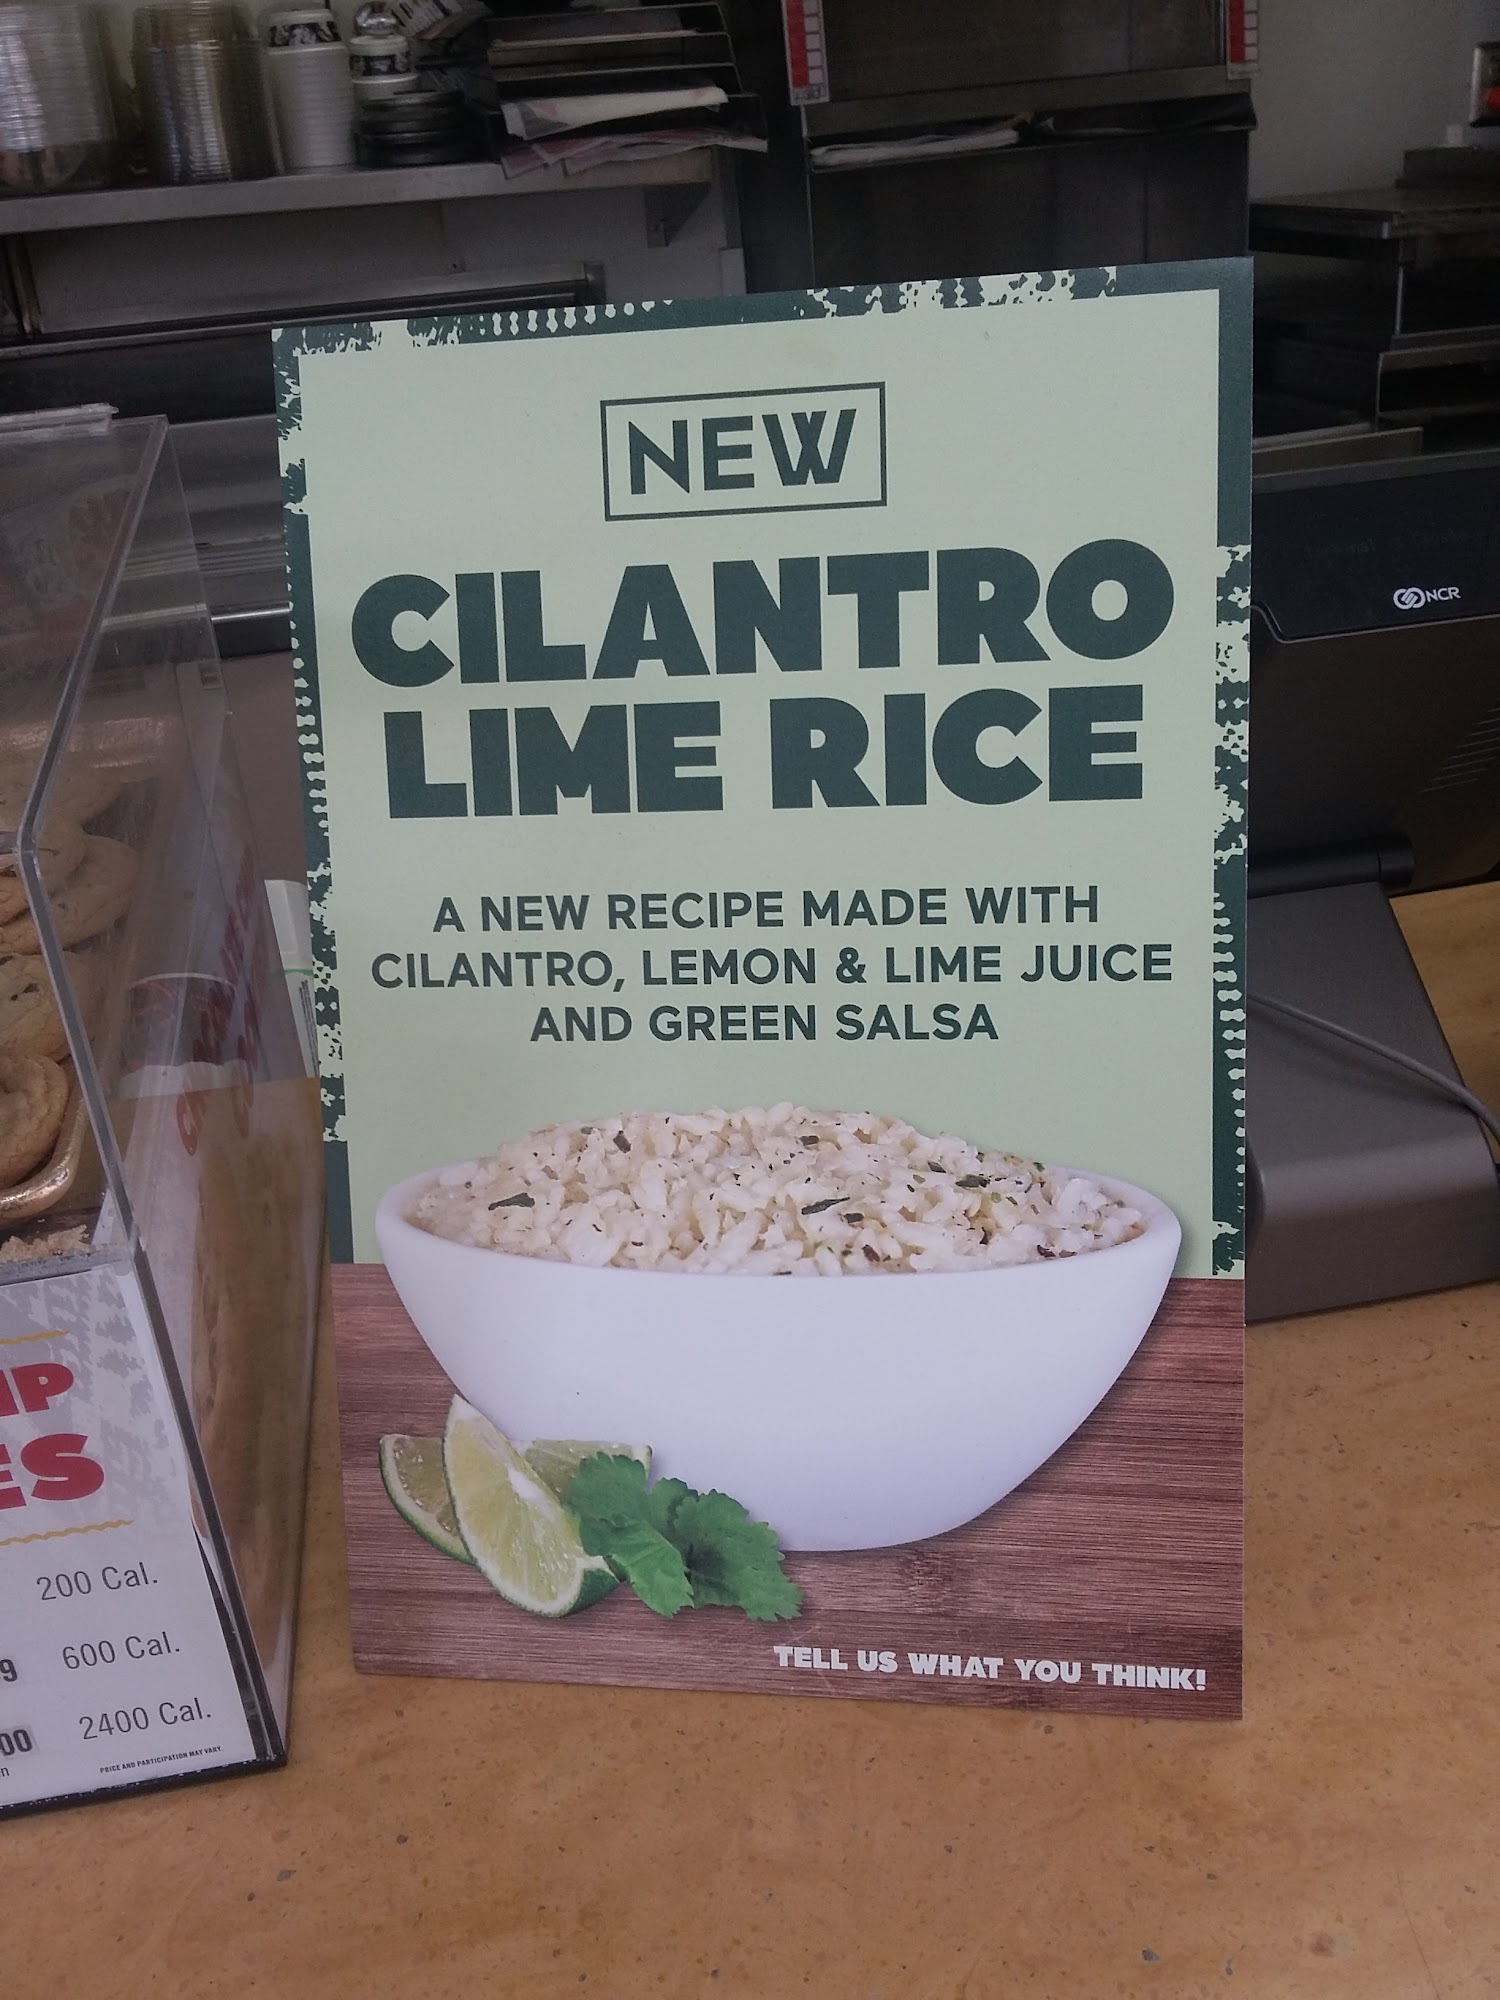 NEW
CILANTRO
LIME RICE
A NEW RECIPE MADE WITH
CILANTRO, LEMON & LIME JUICE
AND GREEN SALSA
TELL US WHAT YOU THINK!
NCR
200 Cal.
600 Cal.
2400 Cal.
PRICE AND PARTICIPATION MAY VARY.